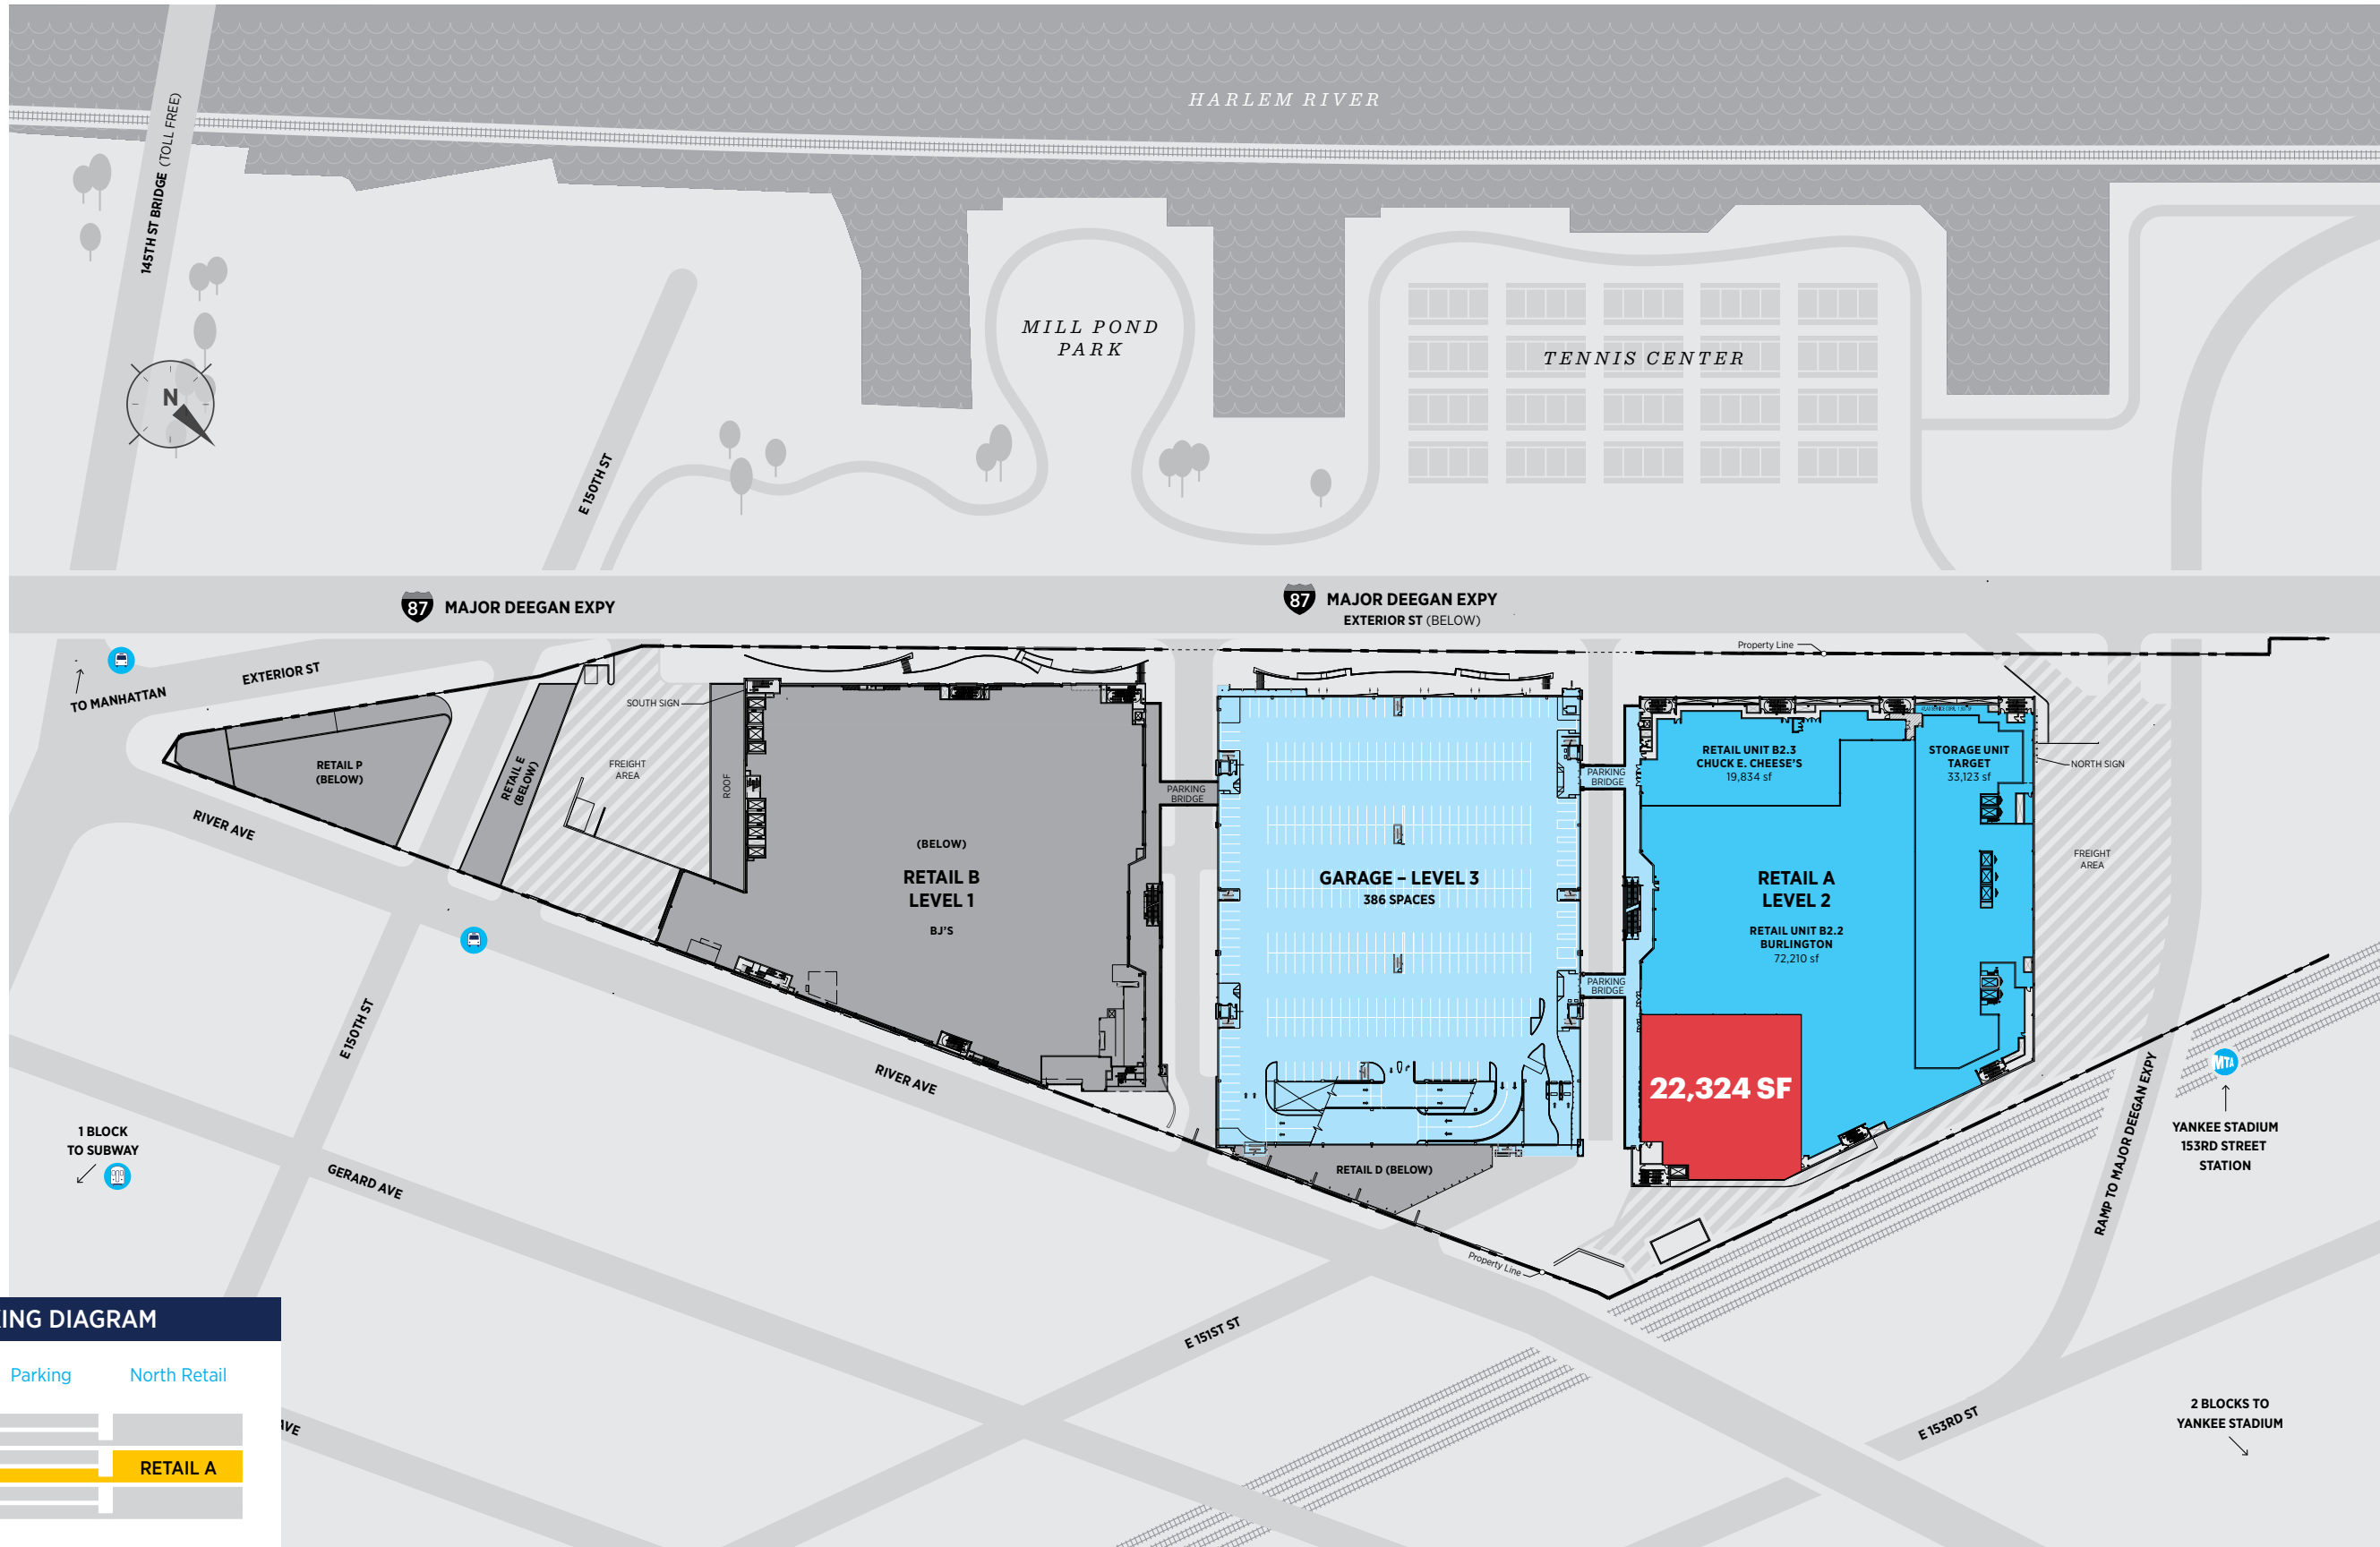 HARLEM RIVER
145TH ST BRIDGE (TOLL FREE)
MILL POND
PARK
TENNIS CENTER
N
E 150TH ST
87 MAJOR DEEGAN EXPY
87 MAJOR DEEGAN EXPY
EXTERIOR ST (BELOW)
Property Line
EXTERIOR ST
TO MANHATTAN
SOUTH SIGN
RETAIL P
(BELOW)
RETAIL E
(BELOW)
FREIGHT
AREA
ROOF
RIVER AVE
(BELOW)
RETAIL B
LEVEL 1
BJ'S
PARKING
BRIDGE
GARAGE – LEVEL 3
386 SPACES
PARKING
BRIDGE
PARKING
BRIDGE
RETAIL UNIT B2.3
CHUCK E. CHEESE'S
19,834 sf
STORAGE UNIT
TARGET
33,123 sf
NORTH SIGN
RETAIL A
LEVEL 2
RETAIL UNIT B2.2
BURLINGTON
72,210 sf
FREIGHT
AREA
22,324 SF
E 150TH ST
RIVER AVE
RETAIL D (BELOW)
Property Line
RAMP TO MAJOR DEEGAN EXPY
MTA
YANKEE STADIUM
153RD STREET
STATION
1 BLOCK
TO SUBWAY
GERARD AVE
E 151ST ST
E 153RD ST
2 BLOCKS TO
YANKEE STADIUM
KING DIAGRAM
Parking
North Retail
RETAIL A
AVE